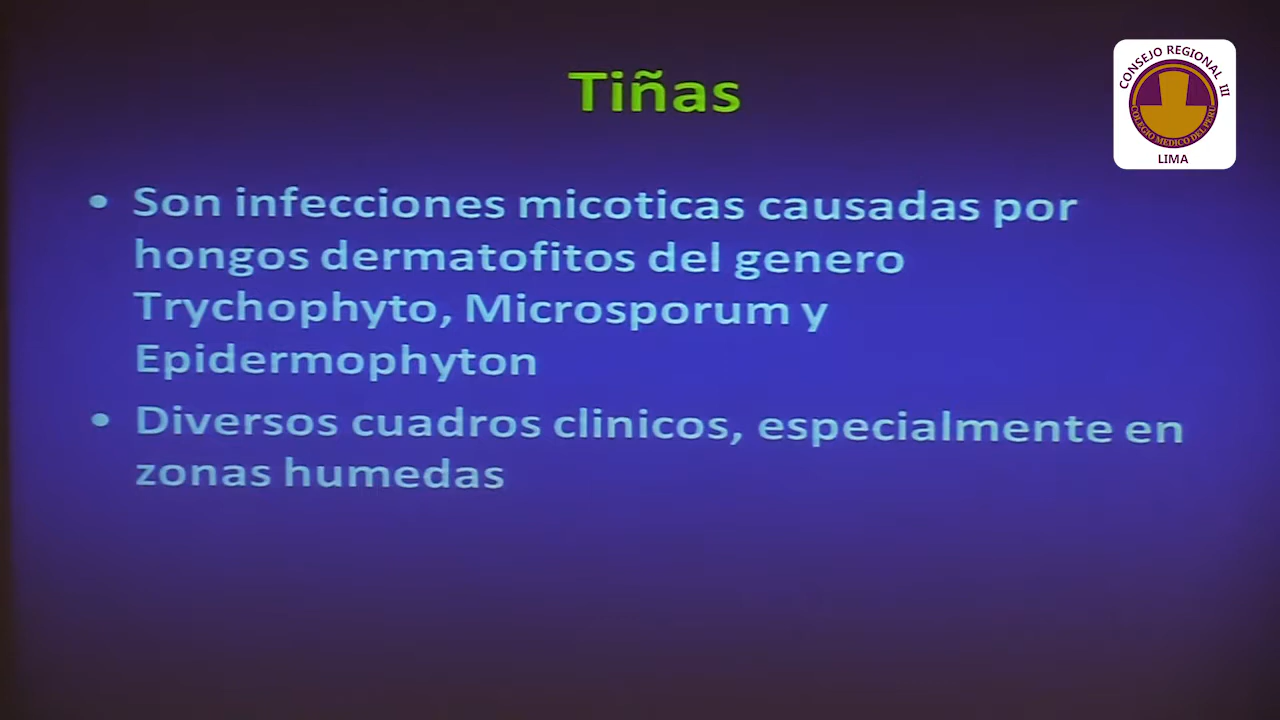 Tiñas
CONSEJO REGIONAL III
COLEGIO MEDICO DEL PERU
LIMA
• Son infecciones micoticas causadas por
hongos dermatofitos del genero
Trychophyto, Microsporum y
Epidermophyton
• Diversos cuadros clinicos, especialmente en
zonas humedas